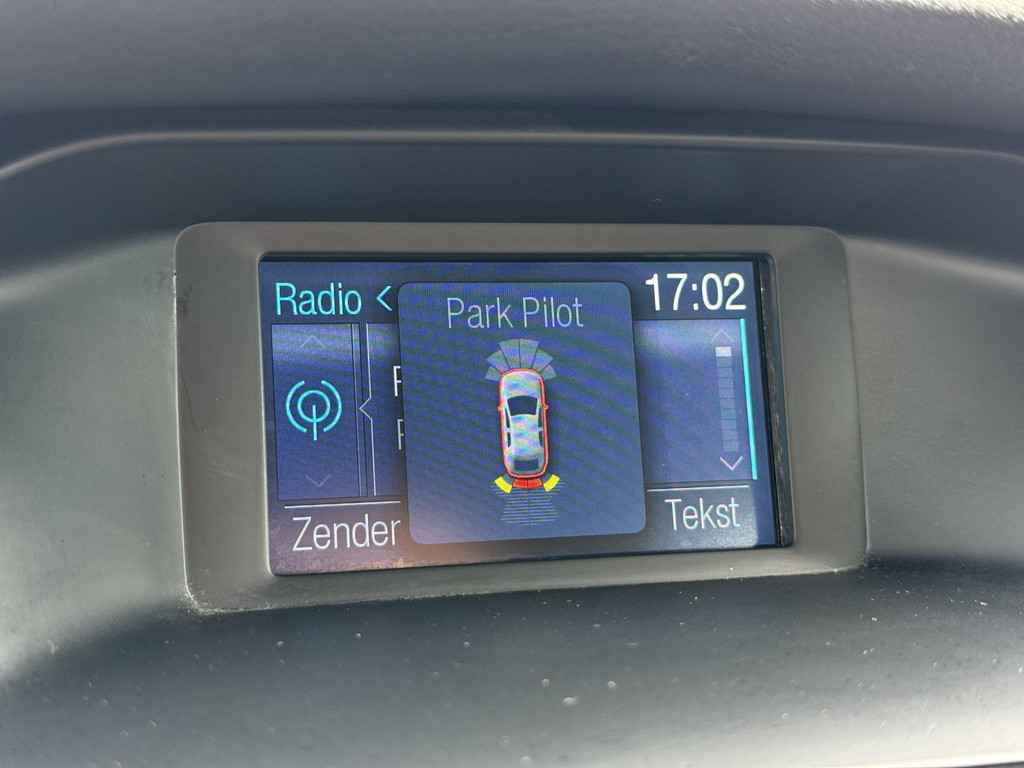 Radio <
17:02
Park Pilot
Zender
Tekst